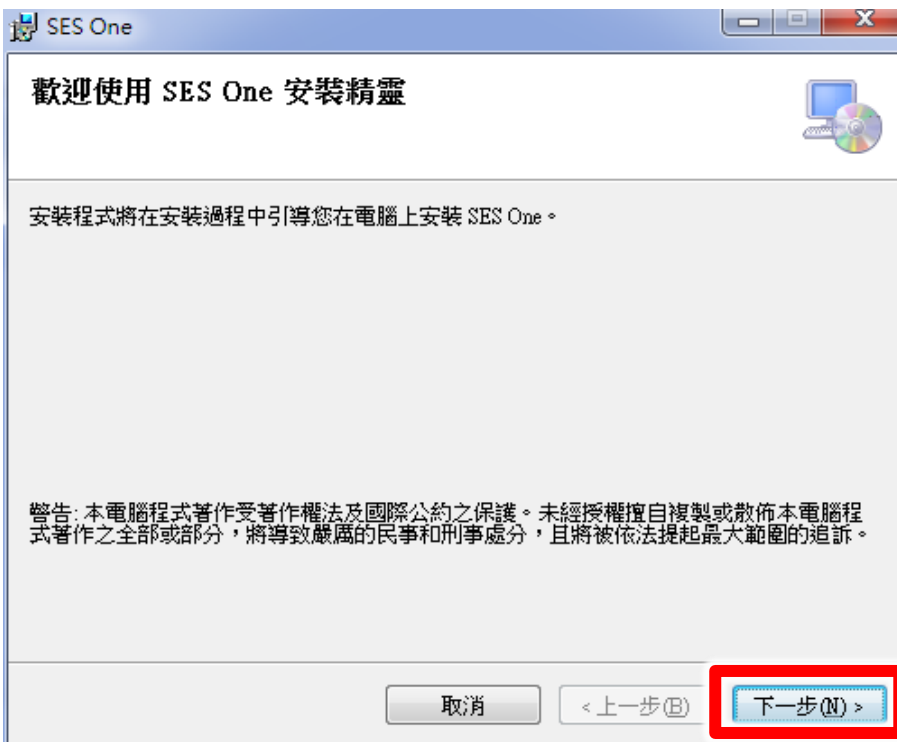 SES One
歡迎使用 SES One 安裝精靈
安裝程式將在安裝過程中引導您在電腦上安裝 SES One。
警告: 本電腦程式著作受著作權法及國際公約之保護。未經授權擅自複製或散佈本電腦程
式著作之全部或部分，將導致嚴厲的民事和刑事處分，且將被依法提起最大範圍的追訴。
取消
<上一步(B)
下一步(N) >